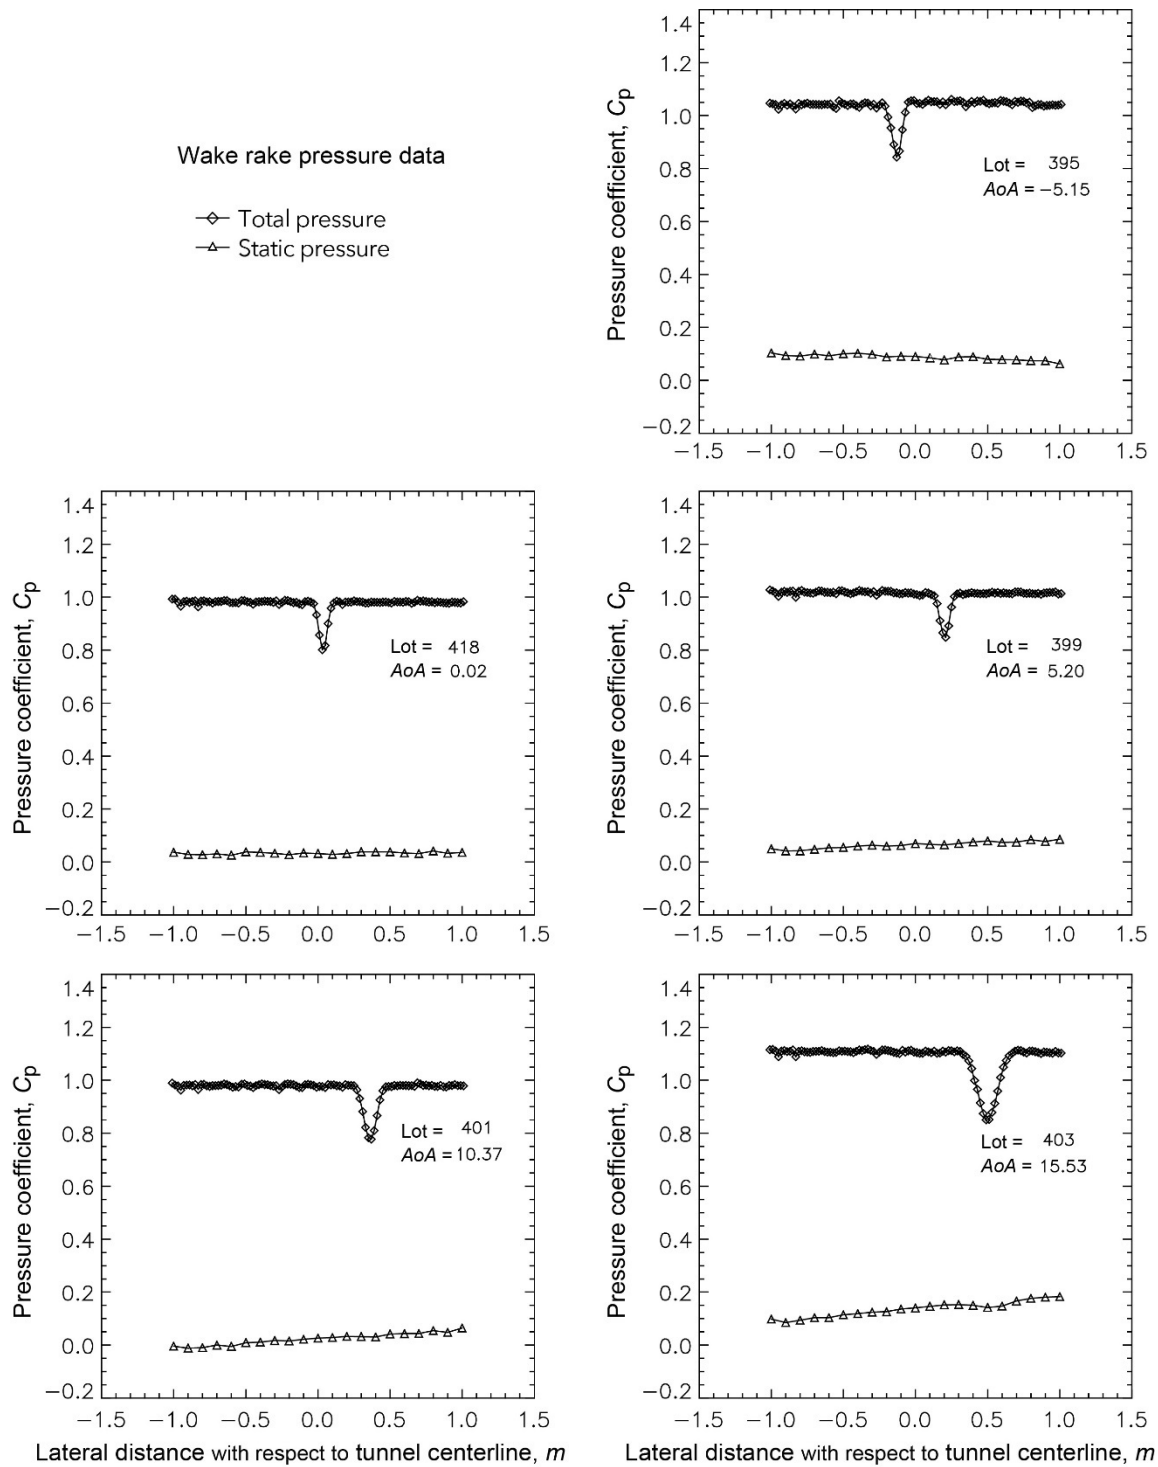 Wake rake pressure data
Total pressure
Static pressure
Pressure coefficient, Cp
1.4
1.2
1.0
0.8
0.6
0.4
0.2
0.0
−0.2
Lot = 395
AoA = −5.15
−1.5 −1.0 −0.5 0.0 0.5 1.0 1.5
Pressure coefficient, Cp
1.4
1.2
1.0
0.8
0.6
0.4
0.2
0.0
−0.2
Lot = 418
AoA = 0.02
−1.5 −1.0 −0.5 0.0 0.5 1.0 1.5
Pressure coefficient, Cp
1.4
1.2
1.0
0.8
0.6
0.4
0.2
0.0
−0.2
Lot = 399
AoA = 5.20
−1.5 −1.0 −0.5 0.0 0.5 1.0 1.5
Pressure coefficient, Cp
1.4
1.2
1.0
0.8
0.6
0.4
0.2
0.0
−0.2
Lot = 401
AoA = 10.37
−1.5 −1.0 −0.5 0.0 0.5 1.0 1.5
Lateral distance with respect to tunnel centerline, m
Pressure coefficient, Cp
1.4
1.2
1.0
0.8
0.6
0.4
0.2
0.0
−0.2
Lot = 403
AoA = 15.53
−1.5 −1.0 −0.5 0.0 0.5 1.0 1.5
Lateral distance with respect to tunnel centerline, m